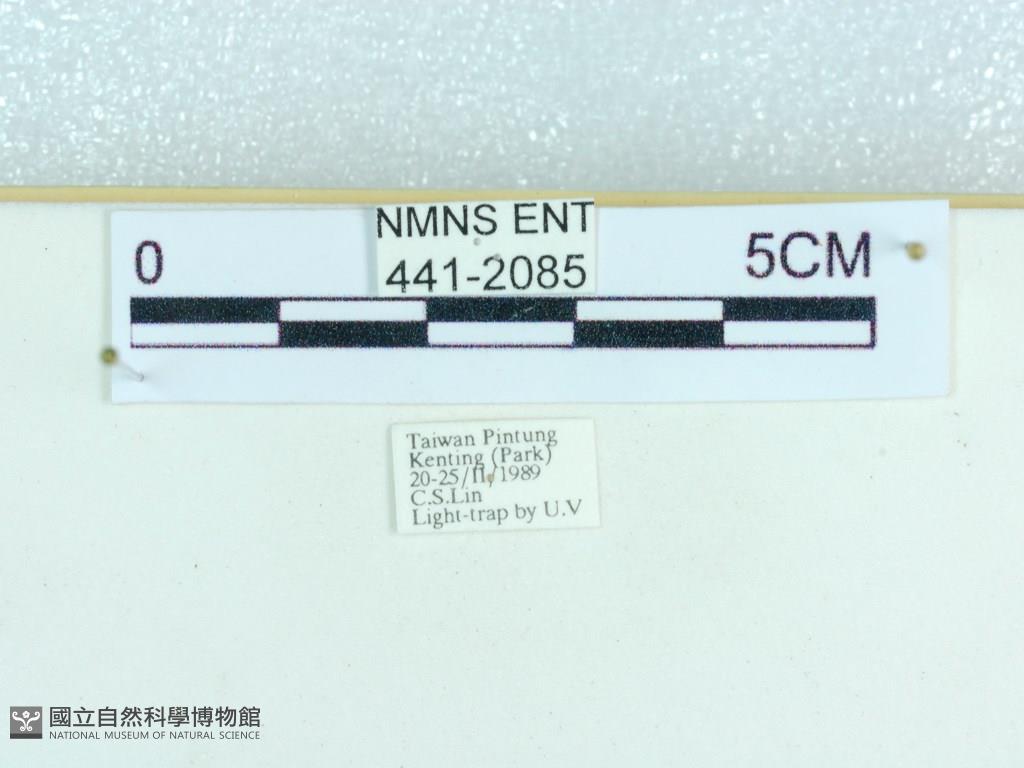 NMNS ENT
441-2085
0
5CM
Taiwan Pintung
Kenting (Park)
20-25/II/1989
C.S.Lin
Light-trap by U.V
國立自然科學博物館
NATIONAL MUSEUM OF NATURAL SCIENCE